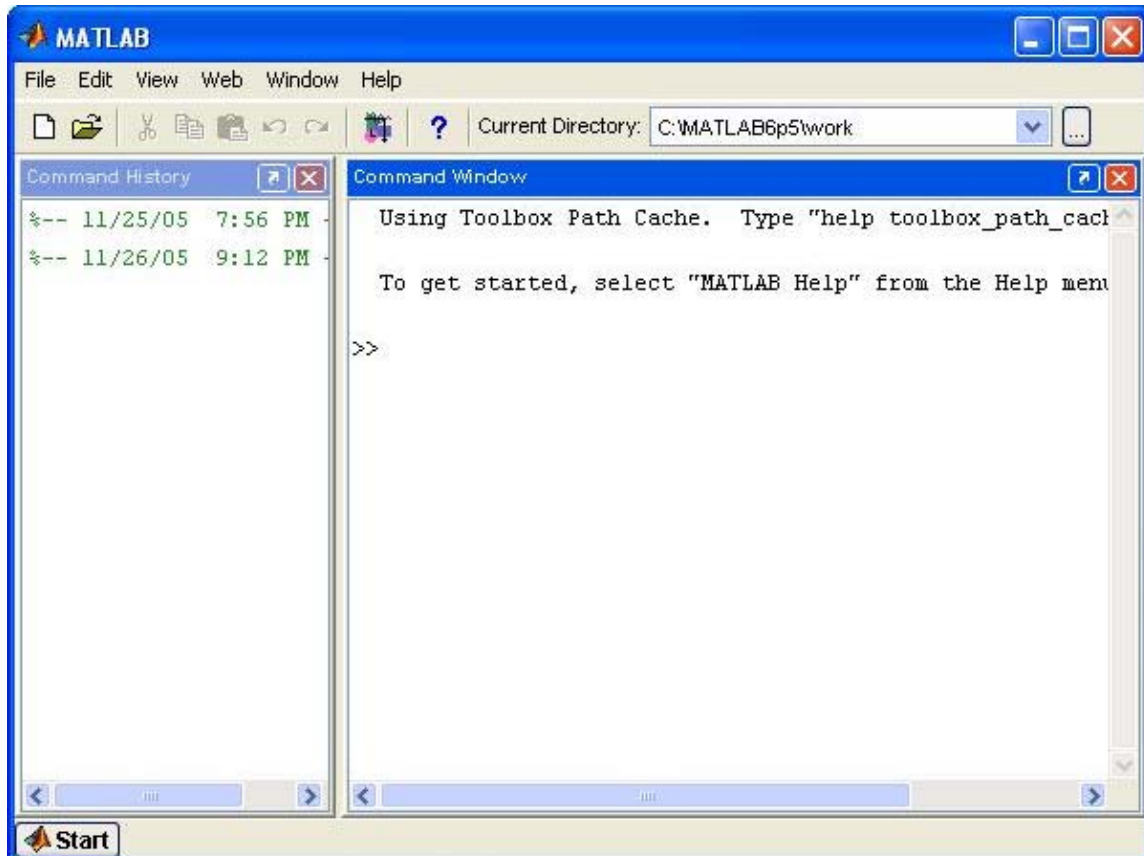 MATLAB
File Edit View Web Window Help
? Current Directory: C:\MATLAB6p5\work ...
Command History
%-- 11/25/05 7:56 PM -
%-- 11/26/05 9:12 PM -
Command Window
Using Toolbox Path Cache. Type "help toolbox_path_cach
To get started, select "MATLAB Help" from the Help menu
>>
Start